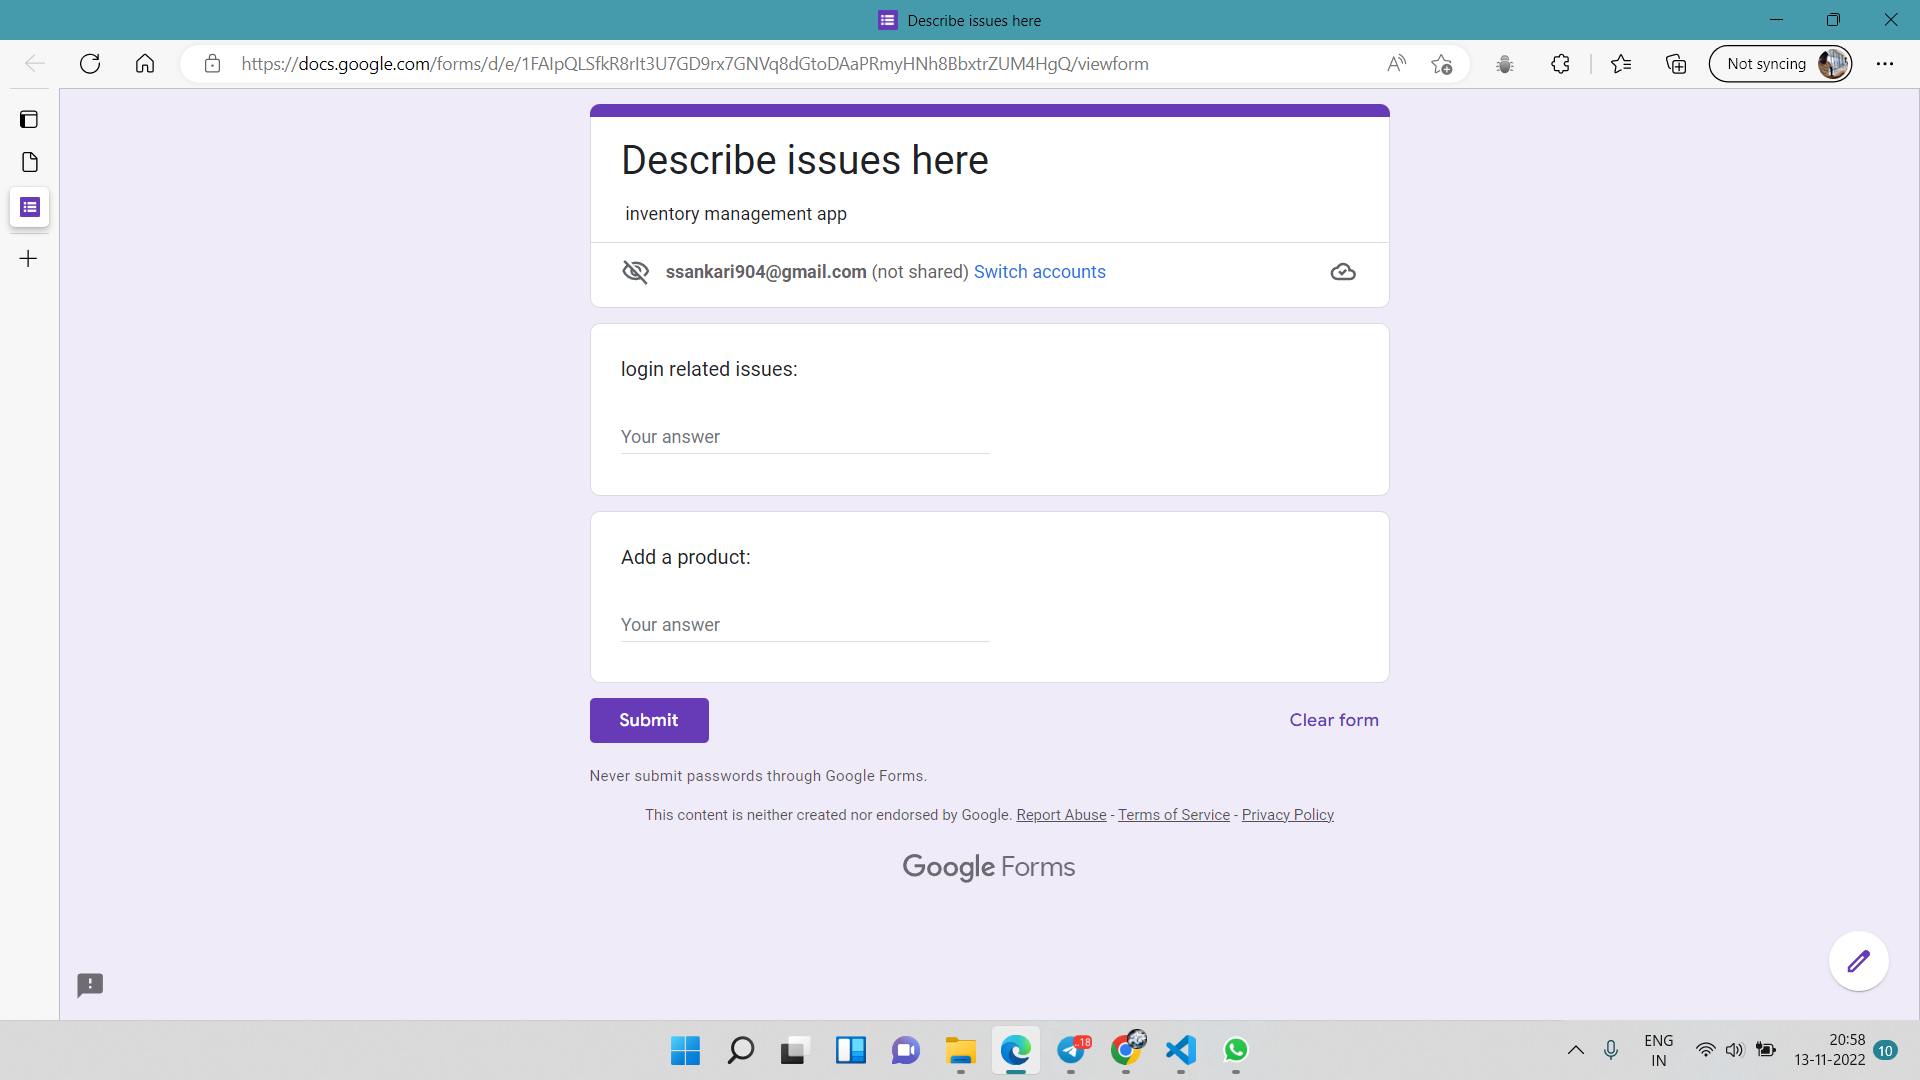 Describe issues here
https://docs.google.com/forms/d/e/1FAIpQLSfkR8rIt3U7GD9rx7GNVq8dGtoDAaPRmyHNh8BbxtrZUM4HgQ/viewform
Not syncing
Describe issues here
inventory management app
ssankari904@gmail.com (not shared) Switch accounts
login related issues:
Your answer
Add a product:
Your answer
Submit
Clear form
Never submit passwords through Google Forms.
This content is neither created nor endorsed by Google. Report Abuse - Terms of Service - Privacy Policy
Google Forms
18
ENG
IN
20:58
13-11-2022
10